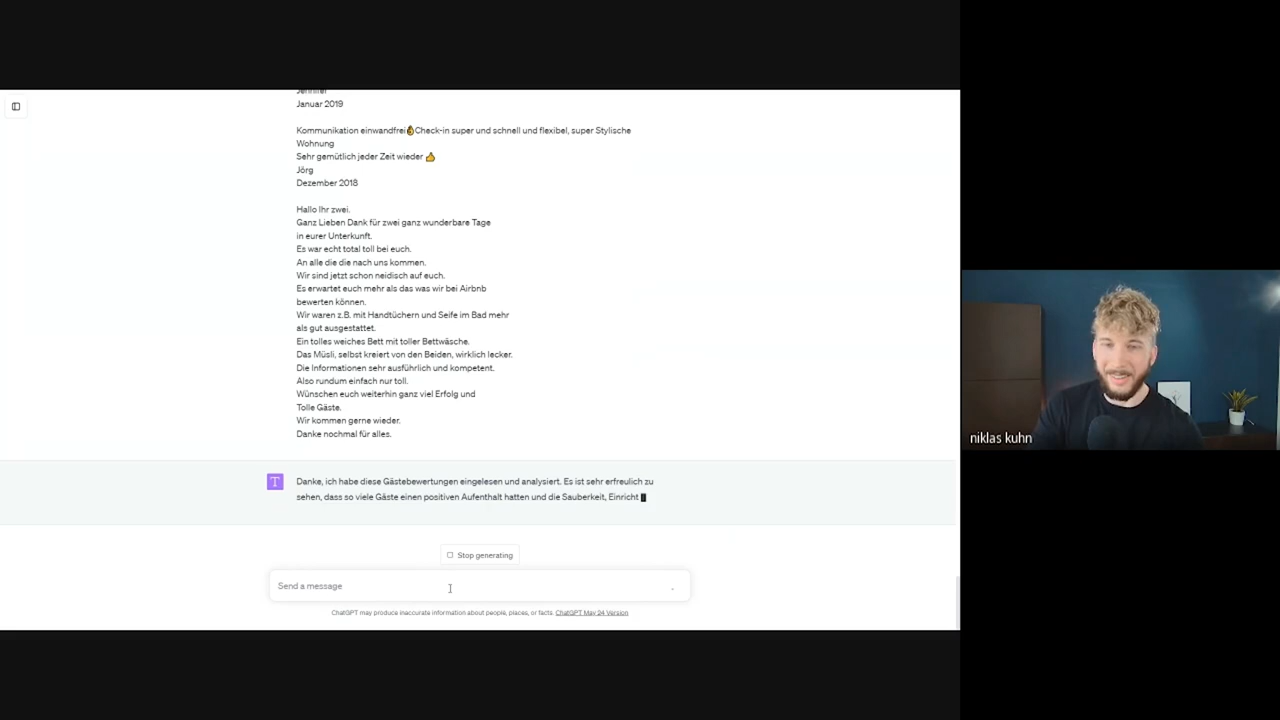 Jennifer
Januar 2019
Kommunikation einwandfrei👌Check-in super und schnell und flexibel, super Stylische
Wohnung
Sehr gemütlich jeder Zeit wieder 👍
Jörg
Dezember 2018
Hallo Ihr zwei.
Ganz Lieben Dank für zwei ganz wunderbare Tage
in eurer Unterkunft.
Es war echt total toll bei euch.
An alle die die nach uns kommen.
Wir sind jetzt schon neidisch auf euch.
Es erwartet euch mehr als das was wir bei Airbnb
bewerten können.
Wir waren z.B. mit Handtüchern und Seife im Bad mehr
als gut ausgestattet.
Ein tolles weiches Bett mit toller Bettwäsche.
Das Müsli, selbst kreiert von den Beiden, wirklich lecker.
Die Informationen sehr ausführlich und kompetent.
Also rundum einfach nur toll.
Wünschen euch weiterhin ganz viel Erfolg und
Tolle Gäste.
Wir kommen gerne wieder.
Danke nochmal für alles.
T
Danke, ich habe diese Gästebewertungen eingelesen und analysiert. Es ist sehr erfreulich zu
sehen, dass so viele Gäste einen positiven Aufenthalt hatten und die Sauberkeit, Einricht
Stop generating
Send a message
ChatGPT may produce inaccurate information about people, places, or facts. ChatGPT May 24 Version
niklas kuhn